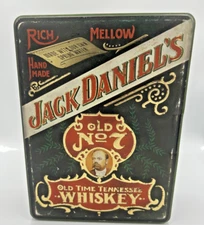 RICH
MELLOW
HAND
MADE
JACK DANIEL'S
OLD
No 7
OLD TIME TENNESSEE
WHISKEY